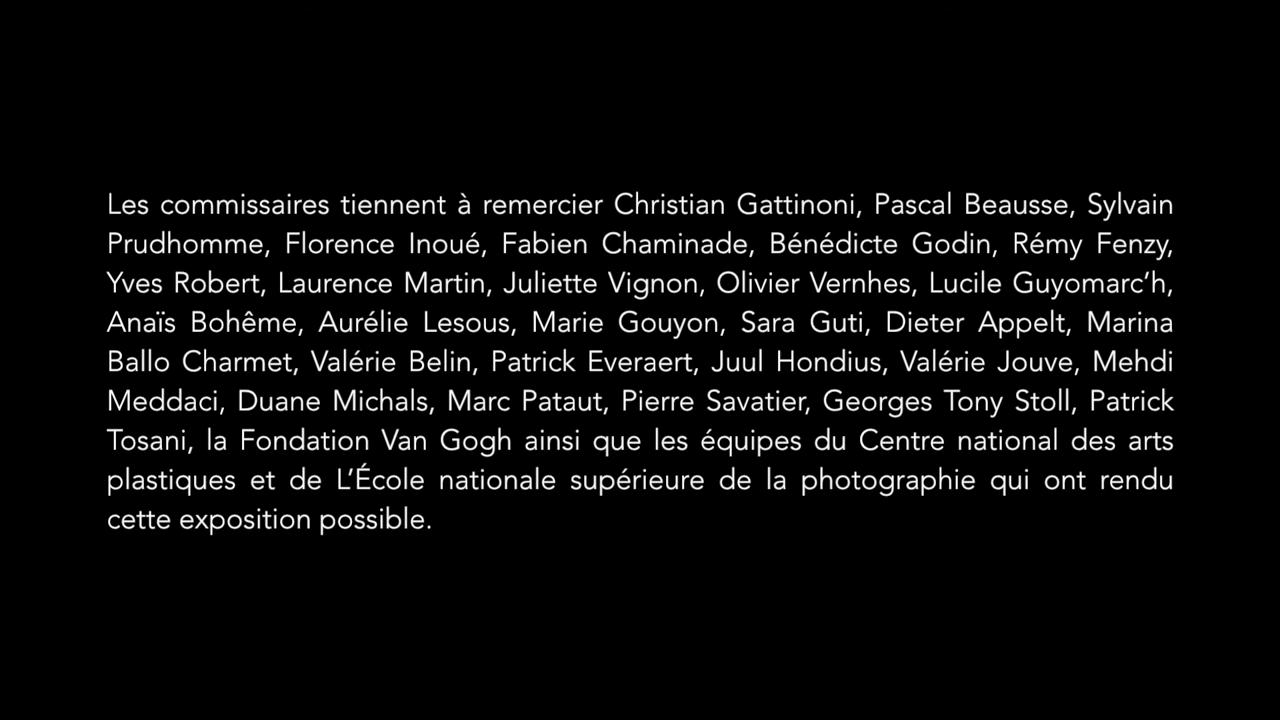 Les commissaires tiennent à remercier Christian Gattinoni, Pascal Beausse, Sylvain
Prudhomme, Florence Inoué, Fabien Chaminade, Bénédicte Godin, Rémy Fenzy,
Yves Robert, Laurence Martin, Juliette Vignon, Olivier Vernhes, Lucile Guyomarc’h,
Anaïs Bohême, Aurélie Lesous, Marie Gouyon, Sara Guti, Dieter Appelt, Marina
Ballo Charmet, Valérie Belin, Patrick Everaert, Juul Hondius, Valérie Jouve, Mehdi
Meddaci, Duane Michals, Marc Pataut, Pierre Savatier, Georges Tony Stoll, Patrick
Tosani, la Fondation Van Gogh ainsi que les équipes du Centre national des arts
plastiques et de L’École nationale supérieure de la photographie qui ont rendu
cette exposition possible.